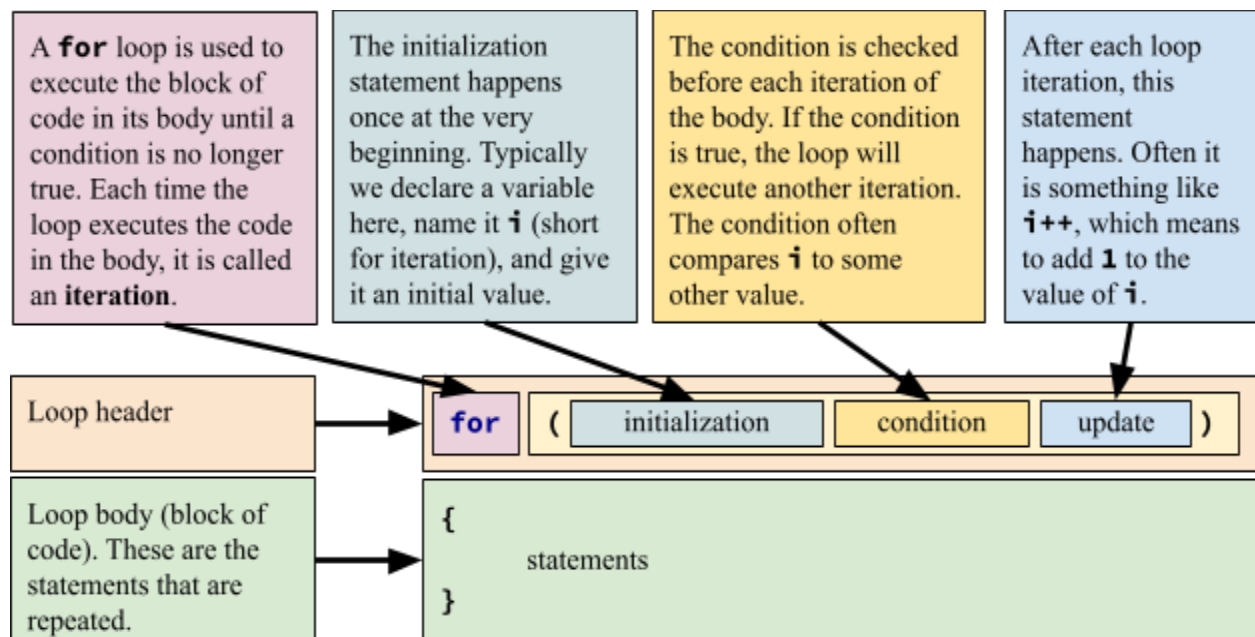 A for loop is used to
execute the block of
code in its body until a
condition is no longer
true. Each time the
loop executes the code
in the body, it is called
an iteration.
The initialization
statement happens
once at the very
beginning. Typically
we declare a variable
here, name it i (short
for iteration), and give
it an initial value.
The condition is checked
before each iteration of
the body. If the condition
is true, the loop will
execute another iteration.
The condition often
compares i to some
other value.
After each loop
iteration, this
statement
happens. Often it
is something like
i++, which means
to add 1 to the
value of i.
Loop header
for ( initialization condition update )
Loop body (block of
code). These are the
statements that are
repeated.
{
statements
}